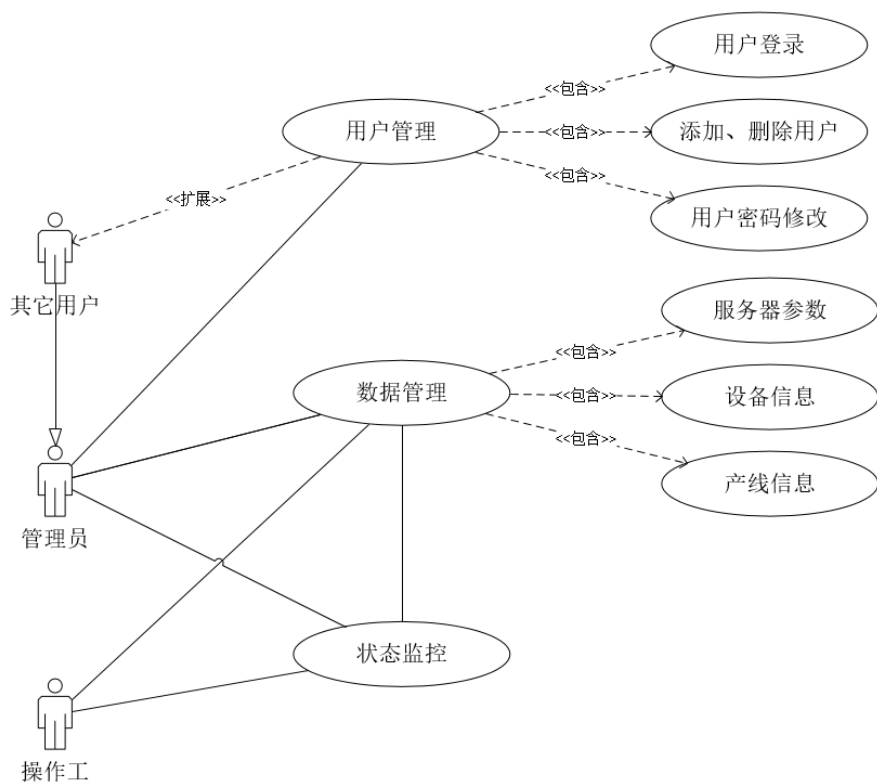 用户登录
<<包含>>
用户管理
<<包含>>
添加、删除用户
<<包含>>
<<扩展>>
用户密码修改
其它用户
服务器参数
<<包含>>
数据管理
<<包含>>
设备信息
<<包含>>
产线信息
管理员
状态监控
操作工